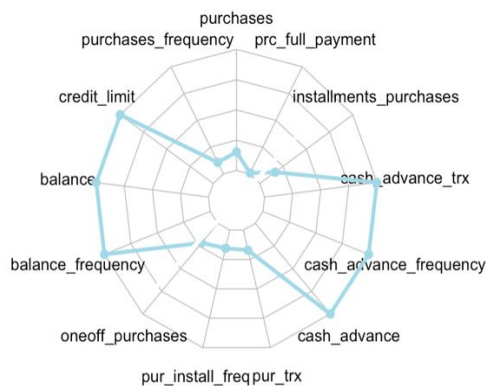 purchases
purchases_frequency
prc_full_payment
credit_limit
installments_purchases
balance
cash_advance_trx
balance_frequency
cash_advance_frequency
oneoff_purchases
cash_advance
pur_install_freq
pur_trx